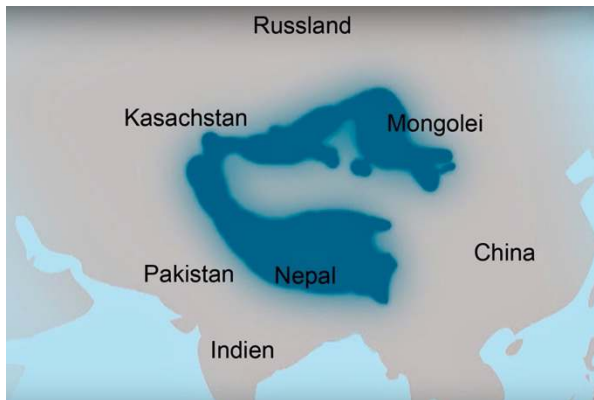 Russland
Kasachstan
Mongolei
China
Pakistan
Nepal
Indien